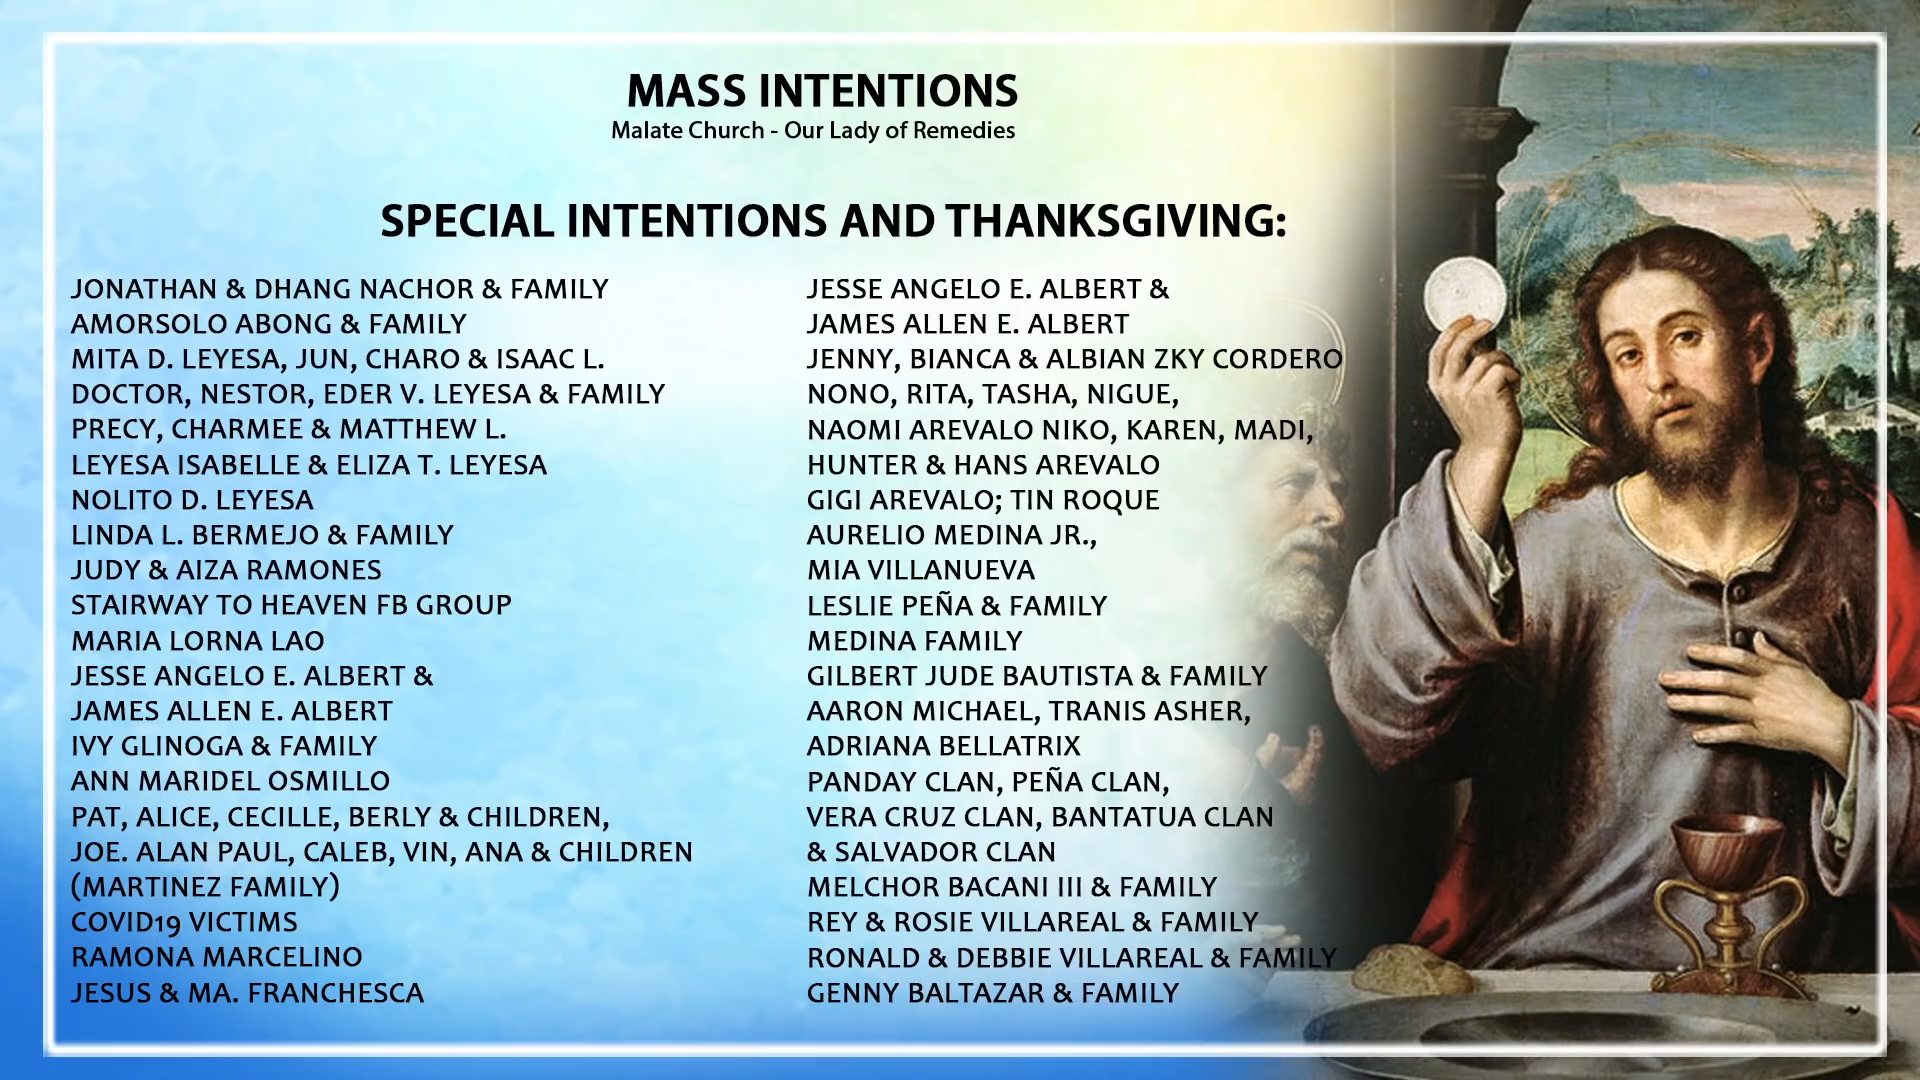 MASS INTENTIONS
Malate Church - Our Lady of Remedies
SPECIAL INTENTIONS AND THANKSGIVING:
JONATHAN & DHANG NACHOR & FAMILY
AMORSOLO ABONG & FAMILY
MITA D. LEYESA, JUN, CHARO & ISAAC L.
DOCTOR, NESTOR, EDER V. LEYESA & FAMILY
PRECY, CHARMEE & MATTHEW L.
LEYESA ISABELLE & ELIZA T. LEYESA
NOLITO D. LEYESA
LINDA L. BERMEJO & FAMILY
JUDY & AIZA RAMONES
STAIRWAY TO HEAVEN FB GROUP
MARIA LORNA LAO
JESSE ANGELO E. ALBERT &
JAMES ALLEN E. ALBERT
IVY GLINOGA & FAMILY
ANN MARIDEL OSMILLO
PAT, ALICE, CECILLE, BERLY & CHILDREN,
JOE. ALAN PAUL, CALEB, VIN, ANA & CHILDREN
(MARTINEZ FAMILY)
COVID19 VICTIMS
RAMONA MARCELINO
JESUS & MA. FRANCHESCA
JESSE ANGELO E. ALBERT &
JAMES ALLEN E. ALBERT
JENNY, BIANCA & ALBIAN ZKY CORDERO
NONO, RITA, TASHA, NIGUE,
NAOMI AREVALO NIKO, KAREN, MADI,
HUNTER & HANS AREVALO
GIGI AREVALO; TIN ROQUE
AURELIO MEDINA JR.,
MIA VILLANUEVA
LESLIE PEÑA & FAMILY
MEDINA FAMILY
GILBERT JUDE BAUTISTA & FAMILY
AARON MICHAEL, TRANIS ASHER,
ADRIANA BELLATRIX
PANDAY CLAN, PEÑA CLAN,
VERA CRUZ CLAN, BANTATUA CLAN
& SALVADOR CLAN
MELCHOR BACANI III & FAMILY
REY & ROSIE VILLAREAL & FAMILY
RONALD & DEBBIE VILLAREAL & FAMILY
GENNY BALTAZAR & FAMILY